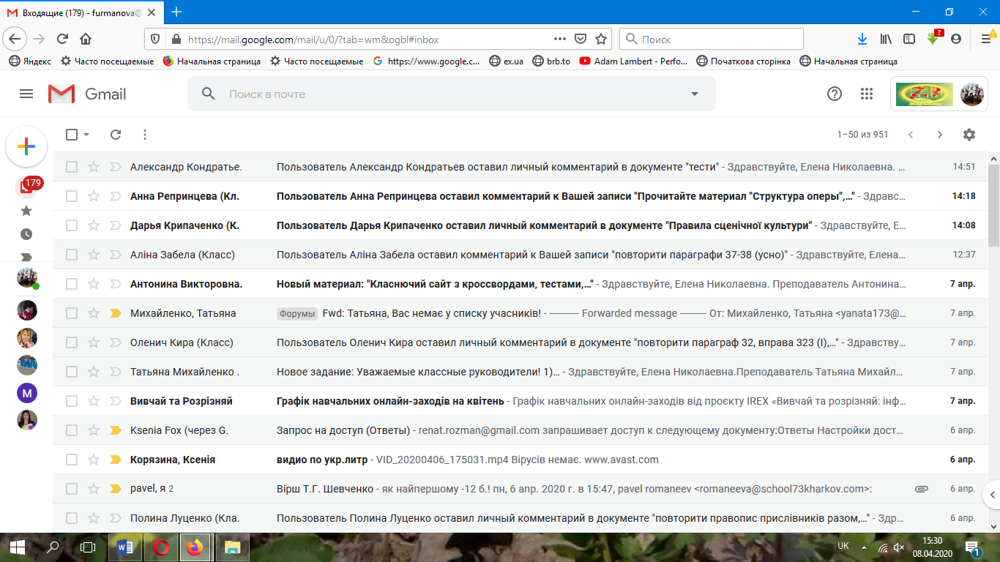 Входящие (179) - furmanova@
https://mail.google.com/mail/u/0/?tab=wm&ogbl#inbox
Поиск
Яндекс Часто посещаемые Начальная страница Часто посещаемые https://www.google.c... ex.ua brb.to Adam Lambert - Perfo... Початкова сторінка Начальная страница
Gmail
Поиск в почте
73
1–50 из 951
179
Александр Кондратье. Пользователь Александр Кондратьев оставил личный комментарий в документе "тести" - Здравствуйте, Елена Николаевна. ... 14:51
Анна Репринцева (Кл. Пользователь Анна Репринцева оставил комментарий к Вашей записи "Прочитайте материал "Структура оперы",…" - Здравс... 14:18
Дарья Крипаченко (К. Пользователь Дарья Крипаченко оставил личный комментарий в документе "Правила сценічної культури" - Здравствуйте, Е... 14:08
Аліна Забела (Класс) Пользователь Аліна Забела оставил комментарий к Вашей записи "повторити параграфи 37-38 (усно)" - Здравствуйте, Елена... 12:37
Антонина Викторовна. Новый материал: "Класнючий сайт з кроссвордами, тестами,…" - Здравствуйте, Елена Николаевна. Преподаватель Антонина... 7 апр.
Михайленко, Татьяна Форумы Fwd: Татьяна, Вас немає у списку учасників! - ---------- Forwarded message --------- От: Михайленко, Татьяна <yanata173@... 7 апр.
Оленич Кира (Класс) Пользователь Оленич Кира оставил личный комментарий в документе "повторити параграф 32, вправа 323 (І),…" - Здравству... 7 апр.
Татьяна Михайленко . Новое задание: Уважаемые классные руководители! 1)… - Здравствуйте, Елена Николаевна.Преподаватель Татьяна Михайл... 7 апр.
Вивчай та Розрізняй Графік навчальних онлайн-заходів на квітень - Графік навчальних онлайн-заходів від проєкту IREX «Вивчай та розрізняй: інф... 7 апр.
Ksenia Fox (через G. Запрос на доступ (Ответы) - renat.rozman@gmail.com запрашивает доступ к следующему документу:Ответы Настройки дост... 6 апр.
M
Корязина, Ксенія видио по укр.литр - VID_20200406_175031.mp4 Вірусів немає. www.avast.com 6 апр.
pavel, я 2 Вірш Т.Г. Шевченко - як найпершому -12 б.! пн, 6 апр. 2020 г. в 15:47, pavel romaneev <romaneeva@school73kharkov.com>: 6 апр.
Полина Луценко (Кла. Пользователь Полина Луценко оставил личный комментарий в документе "повторити правопис прислівників разом,…" - Здр... 6 апр.
UK 15:30
08.04.2020
1